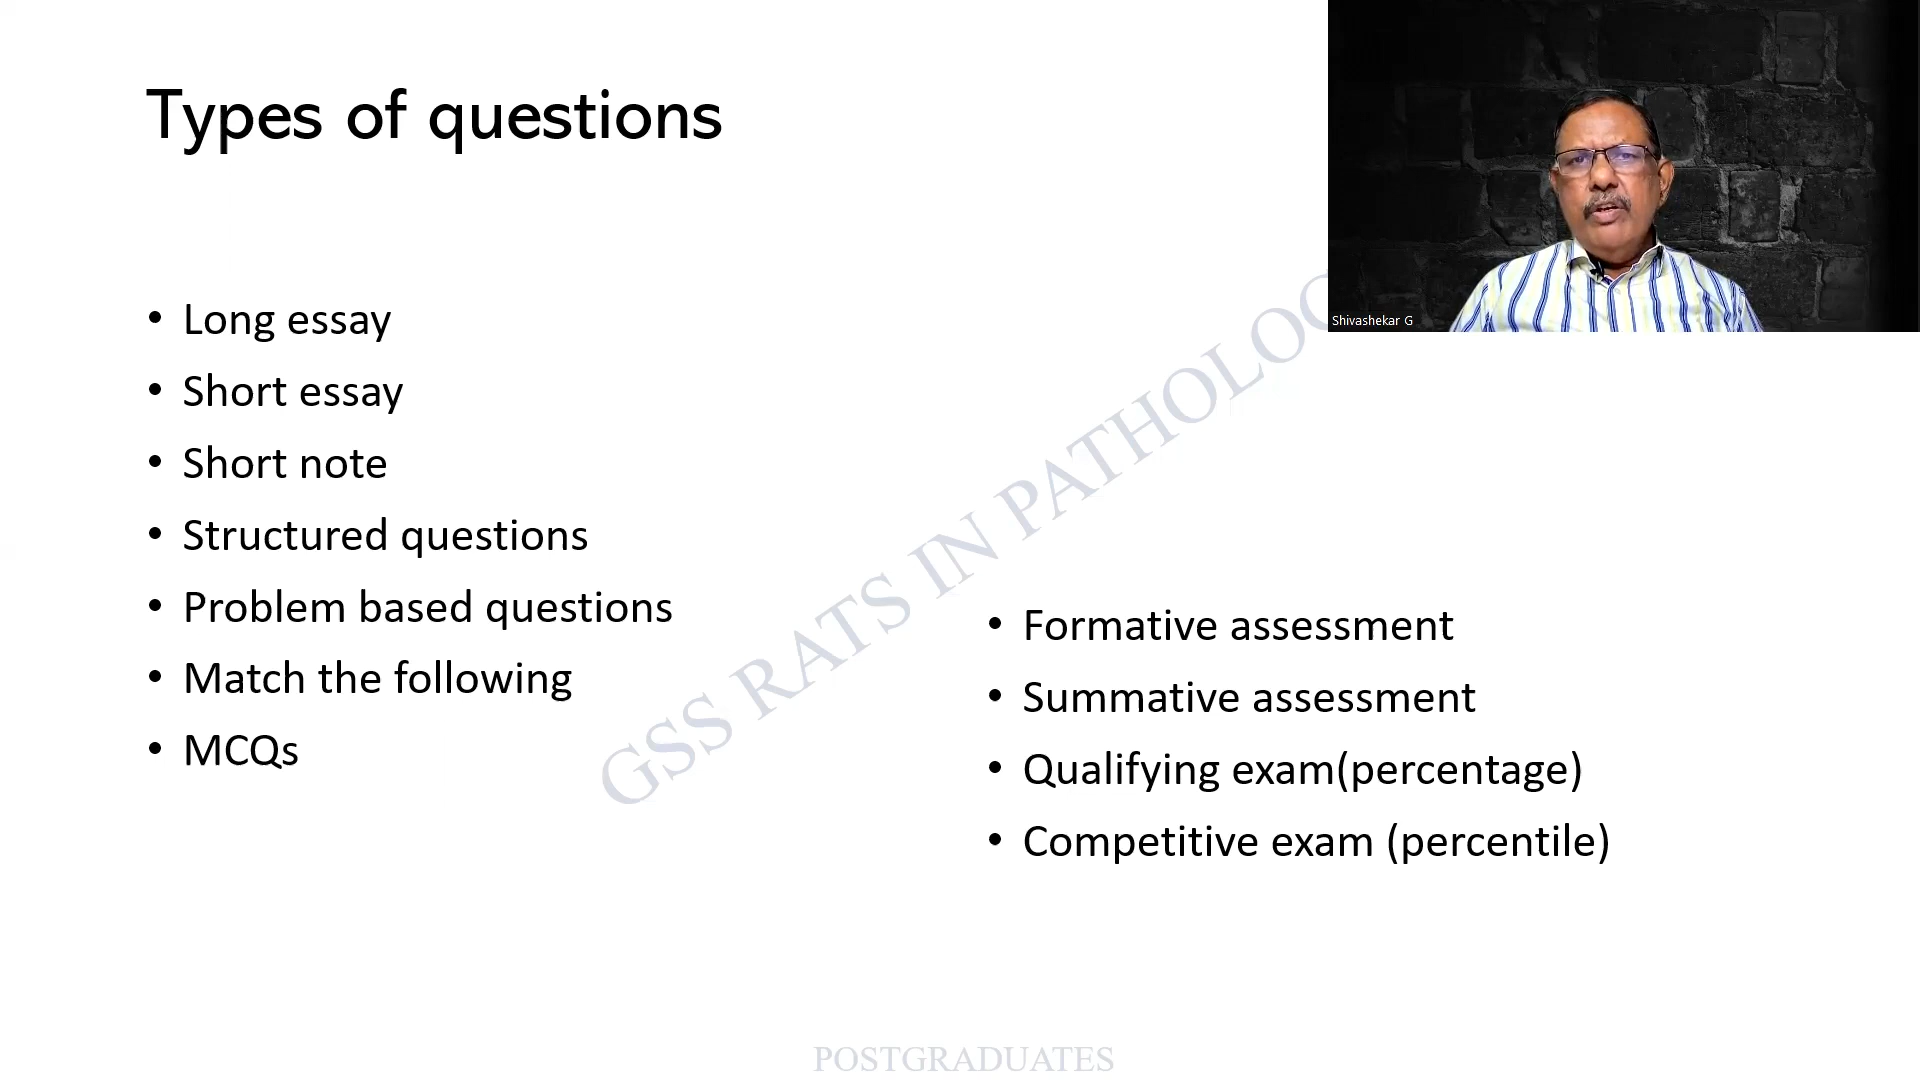 Types of questions
Shivashekar G
• Long essay
• Short essay
• Short note
• Structured questions
• Problem based questions
• Match the following
• MCQs
• Formative assessment
• Summative assessment
• Qualifying exam(percentage)
• Competitive exam (percentile)
GSS RATS IN PATHOLOG
POSTGRADUATES